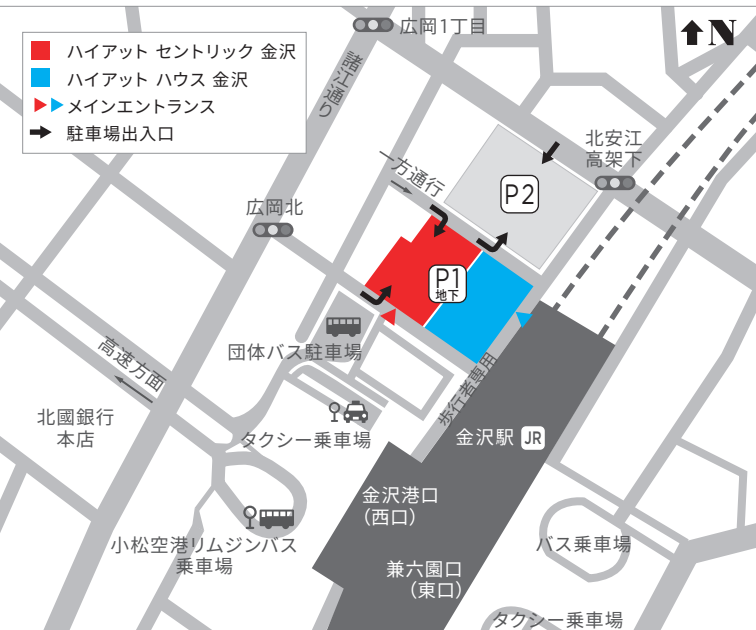 広岡1丁目
N
ハイアット セントリック 金沢
ハイアット ハウス 金沢
メインエントランス
駐車場出入口
諸江通り
北安江
高架下
一方通行
P2
広岡北
P1
地下
団体バス駐車場
高速方面
歩行者専用
北國銀行
本店
タクシー乗車場
金沢駅 JR
金沢港口
(西口)
小松空港リムジンバス
乗車場
バス乗車場
兼六園口
(東口)
タクシー乗車場